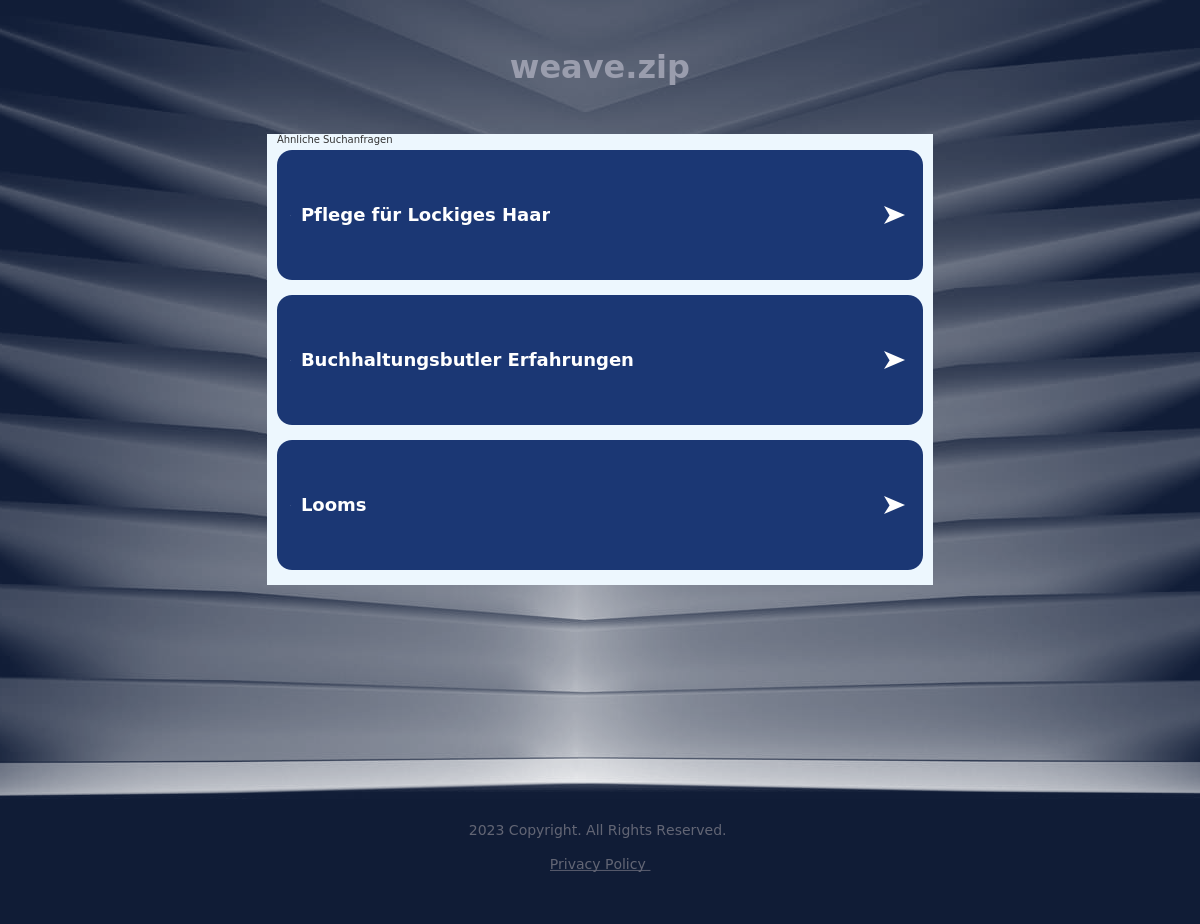 weave.zip
Ähnliche Suchanfragen
Pflege für Lockiges Haar
Buchhaltungsbutler Erfahrungen
Looms
2023 Copyright. All Rights Reserved.
Privacy Policy